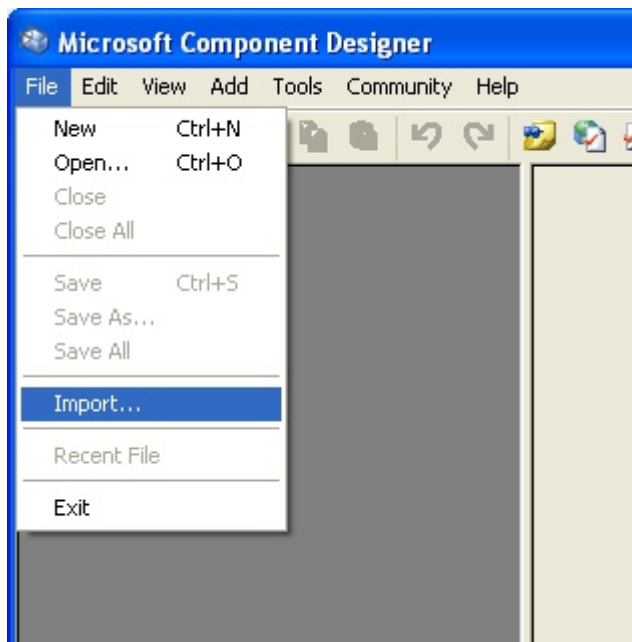 Microsoft Component Designer
File Edit View Add Tools Community Help
New Ctrl+N
Open... Ctrl+O
Close
Close All
Save Ctrl+S
Save As...
Save All
Import...
Recent File
Exit